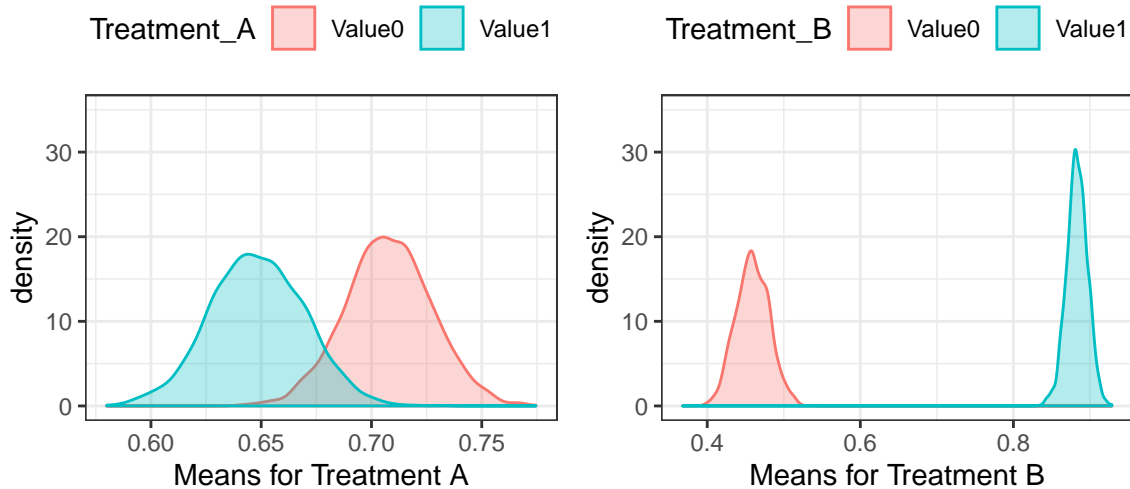 Treatment_A Value0 Value1
density
30
20
10
0
0.60 0.65 0.70 0.75
Means for Treatment A
Treatment_B Value0 Value1
density
30
20
10
0
0.4 0.6 0.8
Means for Treatment B